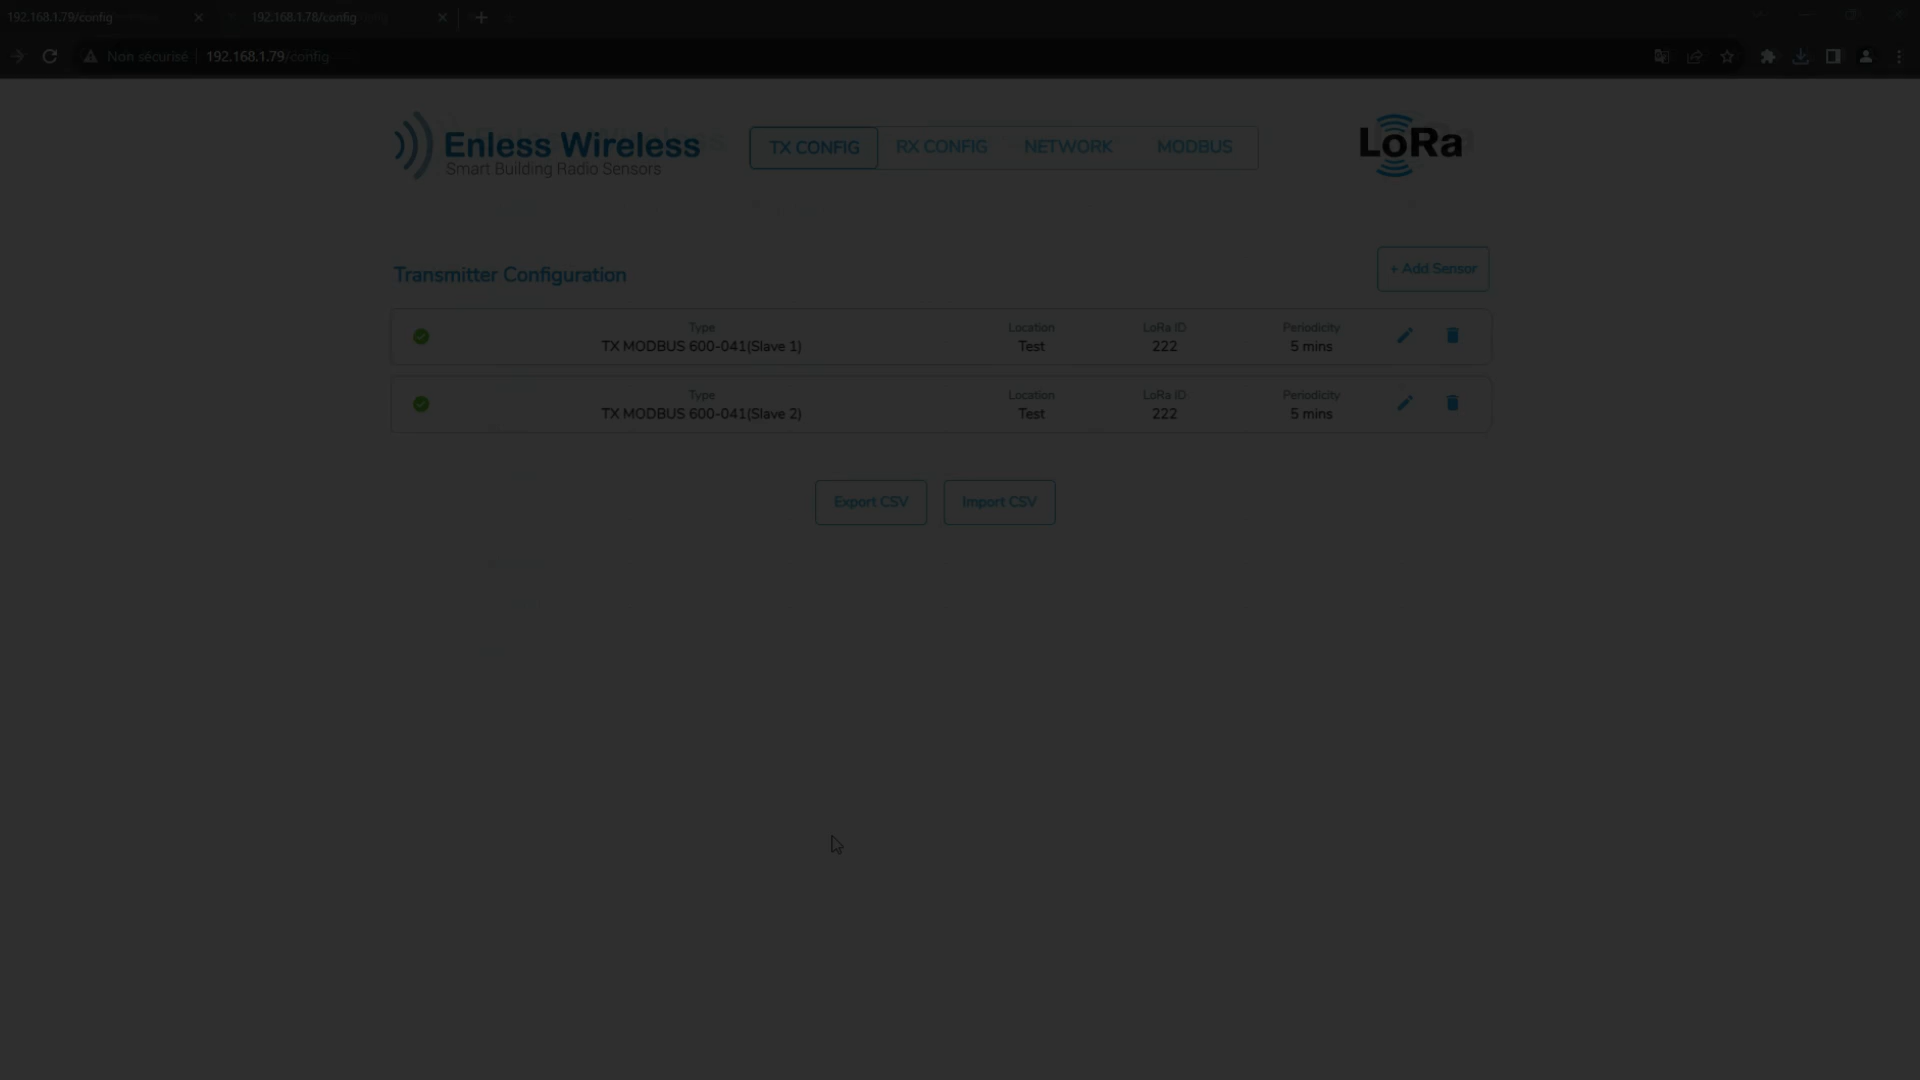 192.168.1.79/config
192.168.1.78/config
Non sécurisé
192.168.1.79/config
Enless Wireless
Smart Building Radio Sensors
TX CONFIG
RX CONFIG
NETWORK
MODBUS
LoRa
Transmitter Configuration
+ Add Sensor
Type
Location
LoRa ID
Periodicity
TX MODBUS 600-041(Slave 1)
Test
222
5 mins
Type
Location
LoRa ID
Periodicity
TX MODBUS 600-041(Slave 2)
Test
222
5 mins
Export CSV
Import CSV